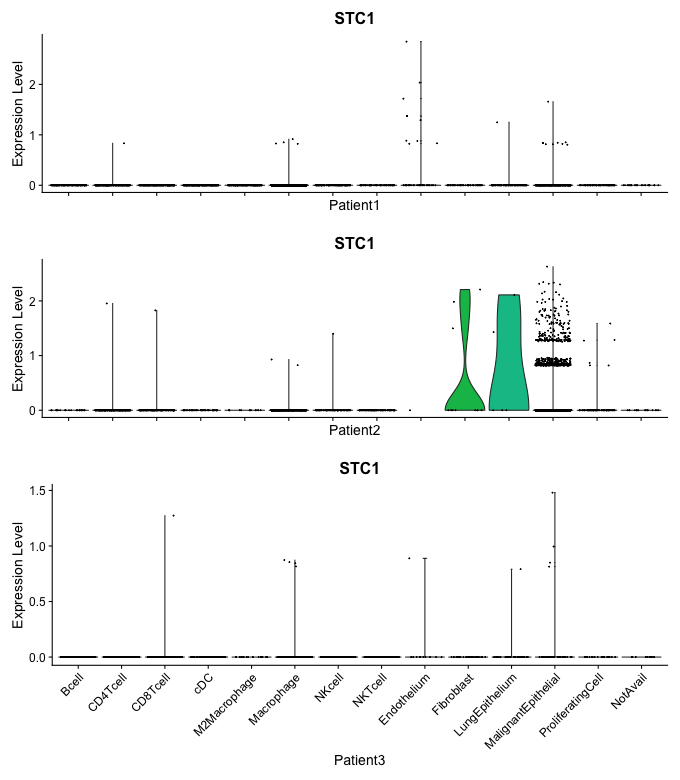 STC1
Expression Level
2
1
0
Patient1
STC1
Expression Level
2
1
0
Patient2
STC1
Expression Level
1.5
1.0
0.5
0.0
Bcell
CD4Tcell
CD8Tcell
cDC
M2Macrophage
Macrophage
NKcell
NKTcell
Endothelium
Fibroblast
LungEpithelium
MalignantEpithelial
ProliferatingCell
NotAvail
Patient3